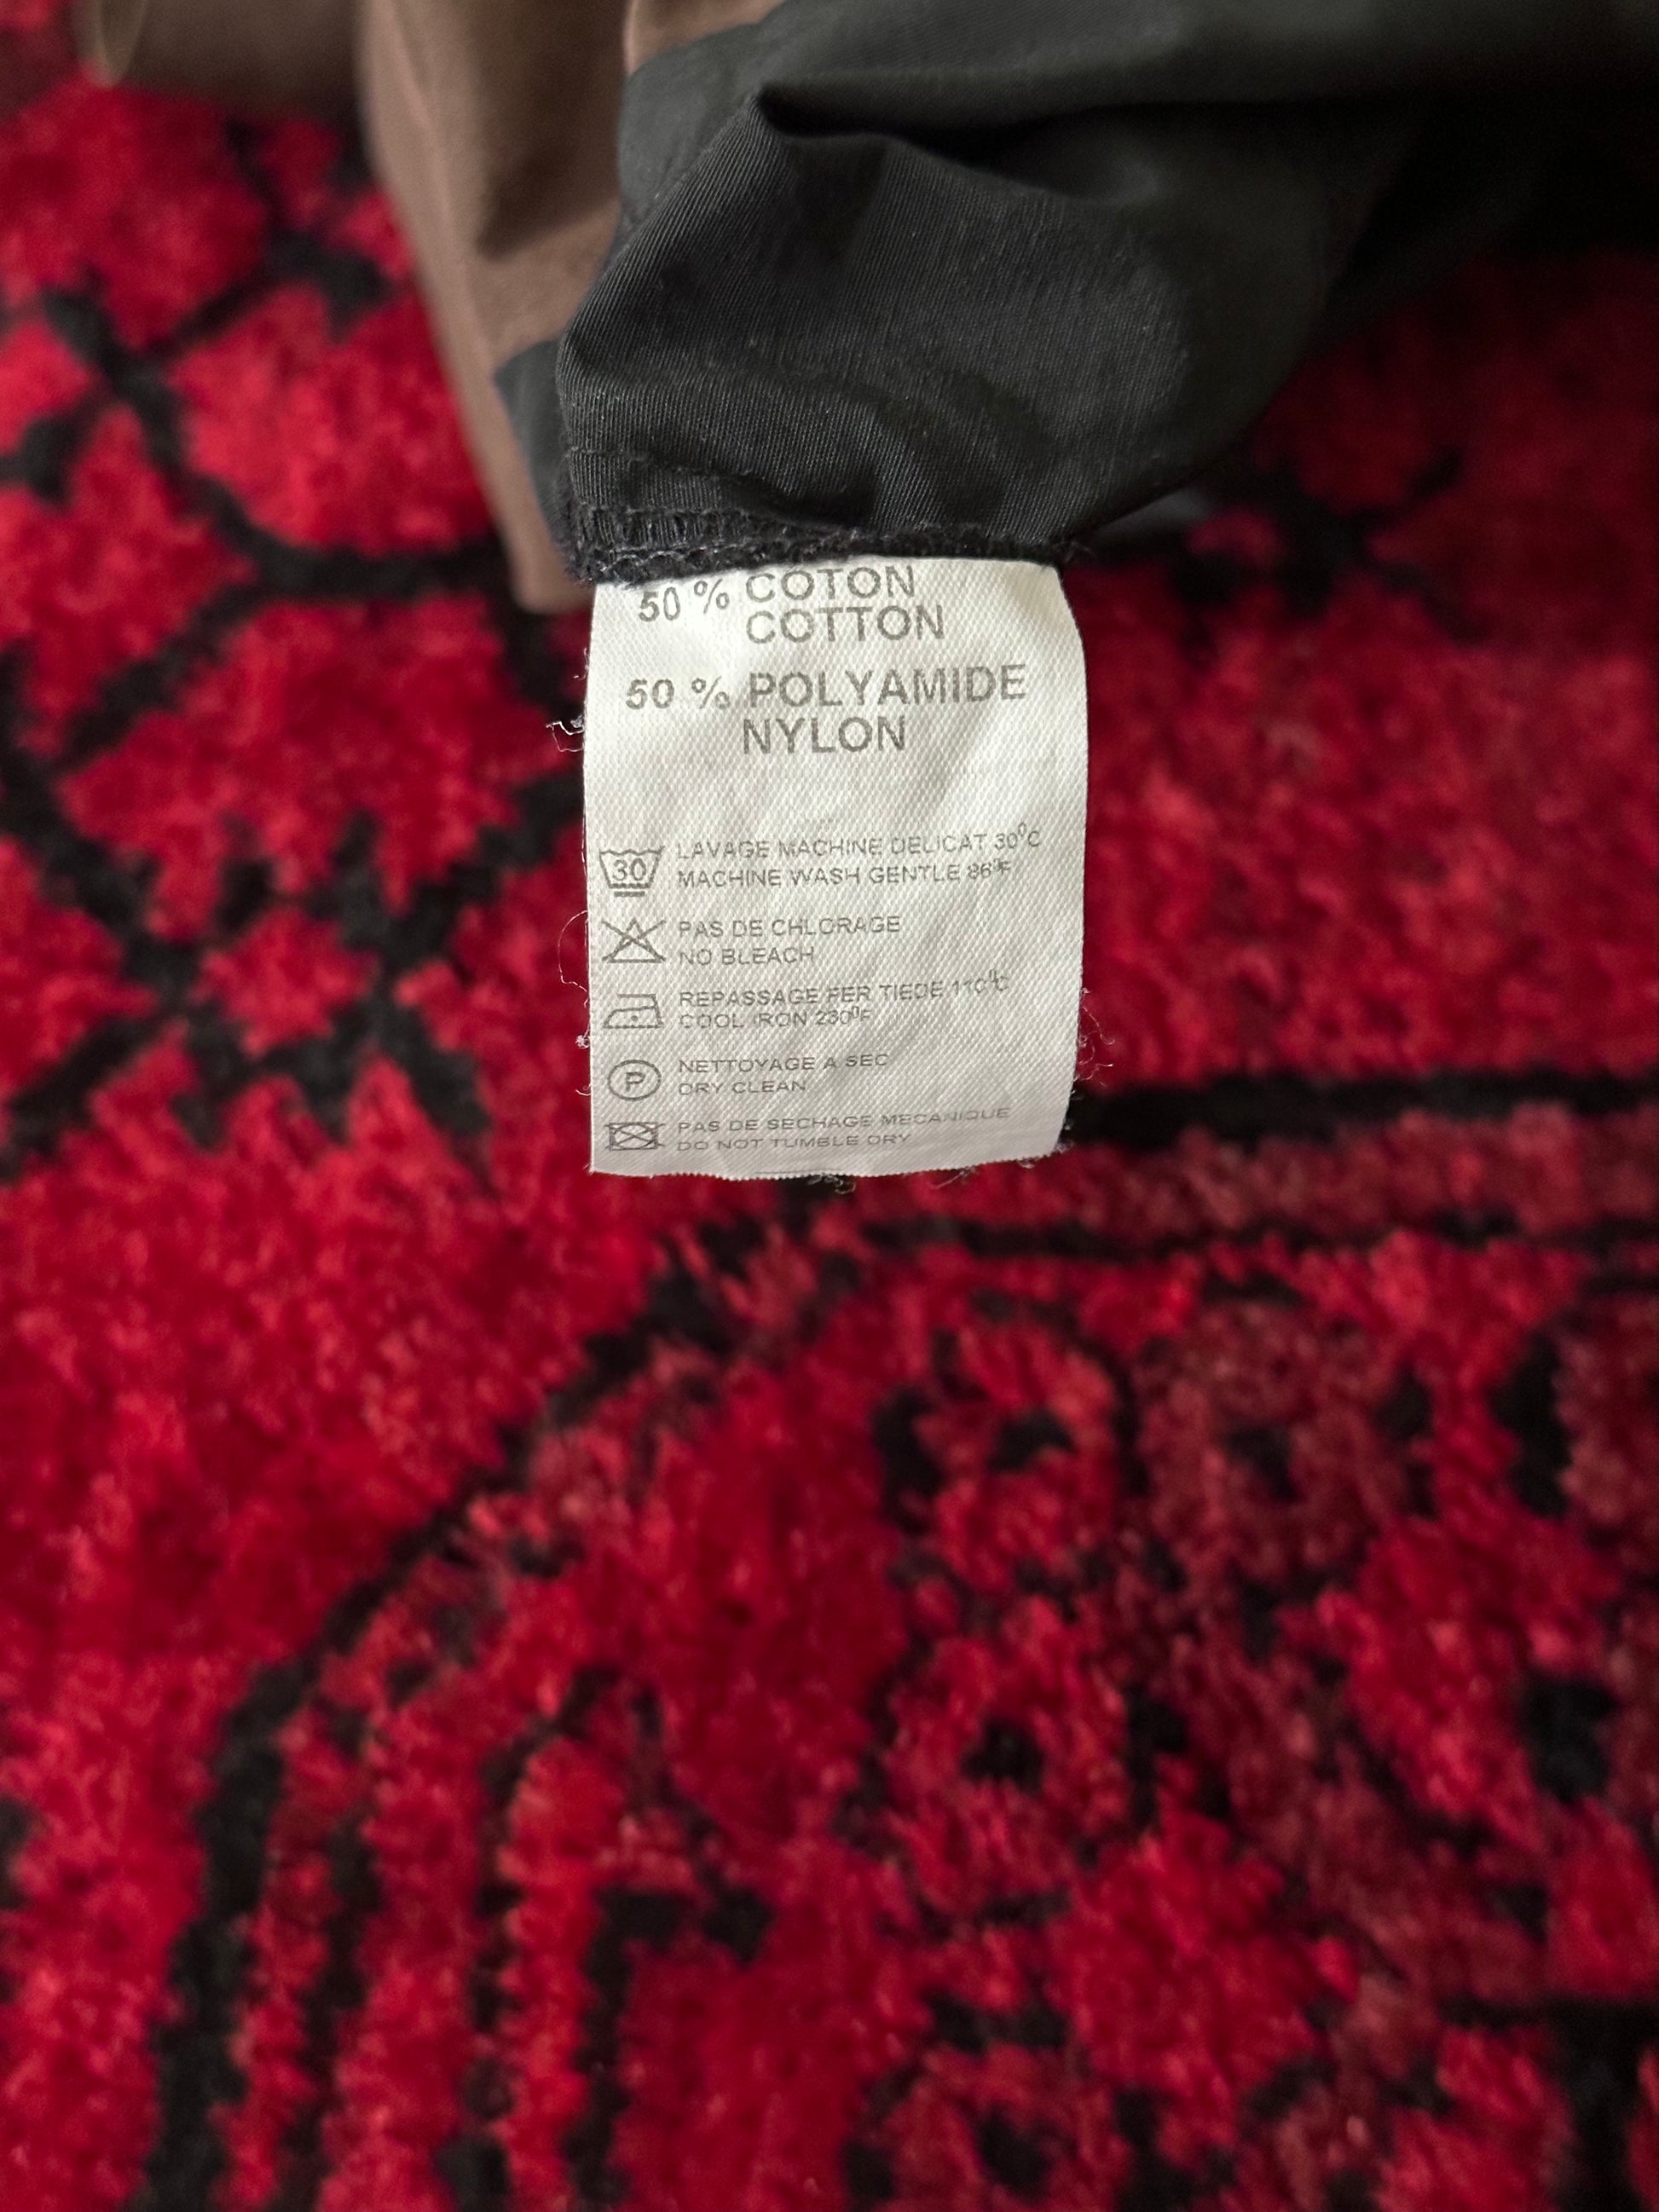 50 % COTON
COTTON
50 % POLYAMIDE
NYLON
30 LAVAGE MACHINE DELICAT 30°C
MACHINE WASH GENTLE 86°F
PAS DE CHLORAGE
NO BLEACH
REPASSAGE FER TIEDE 110°C
COOL IRON 230°F
P NETTOYAGE A SEC
DRY CLEAN
PAS DE SECHAGE MECANIQUE
DO NOT TUMBLE DRY